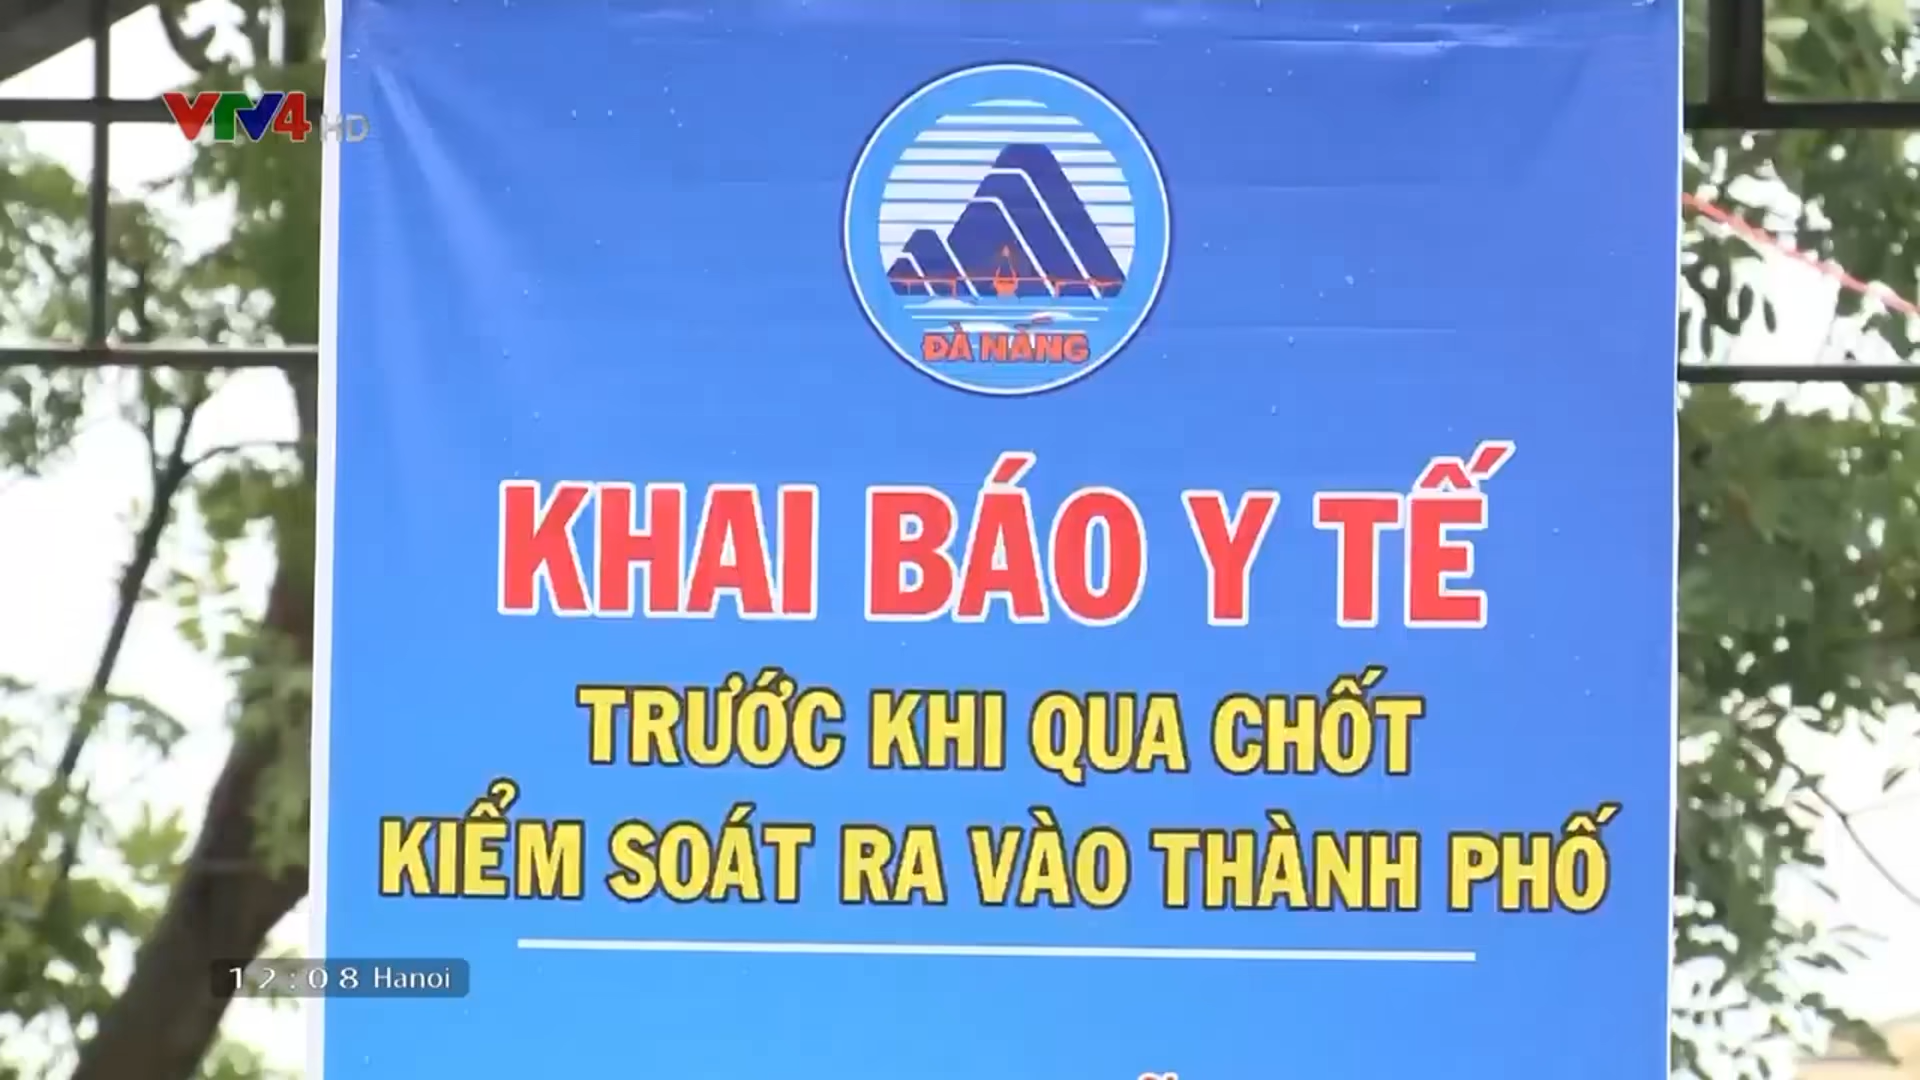 VTV4 HD
ĐÀ NẴNG
KHAI BÁO Y TẾ
TRƯỚC KHI QUA CHỐT
KIỂM SOÁT RA VÀO THÀNH PHỐ
12:08 Hanoi